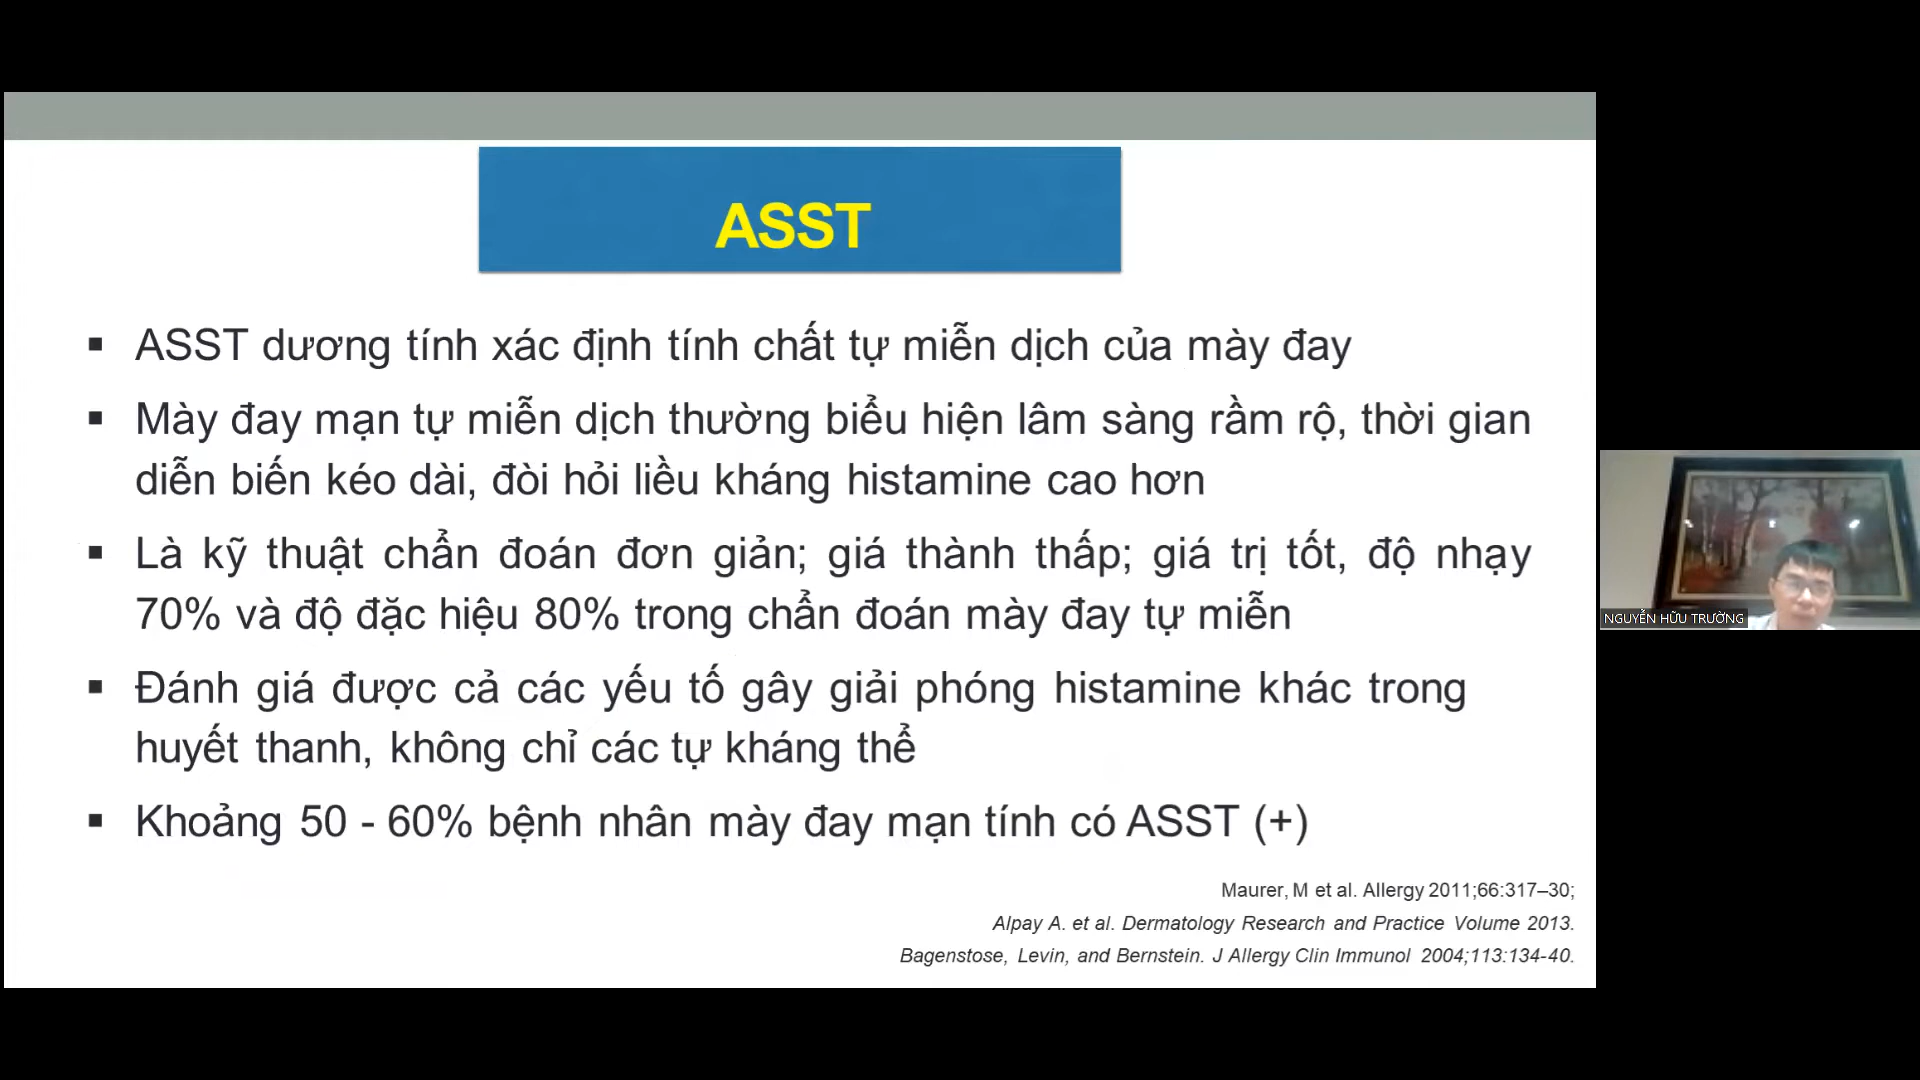 ASST
▪ ASST dương tính xác định tính chất tự miễn dịch của mày đay
▪ Mày đay mạn tự miễn dịch thường biểu hiện lâm sàng rầm rộ, thời gian
diễn biến kéo dài, đòi hỏi liều kháng histamine cao hơn
▪ Là kỹ thuật chẩn đoán đơn giản; giá thành thấp; giá trị tốt, độ nhạy
70% và độ đặc hiệu 80% trong chẩn đoán mày đay tự miễn
▪ Đánh giá được cả các yếu tố gây giải phóng histamine khác trong
huyết thanh, không chỉ các tự kháng thể
▪ Khoảng 50 - 60% bệnh nhân mày đay mạn tính có ASST (+)
Maurer, M et al. Allergy 2011;66:317–30;
Alpay A. et al. Dermatology Research and Practice Volume 2013.
Bagenstose, Levin, and Bernstein. J Allergy Clin Immunol 2004;113:134-40.
NGUYỄN HỮU TRƯỜNG